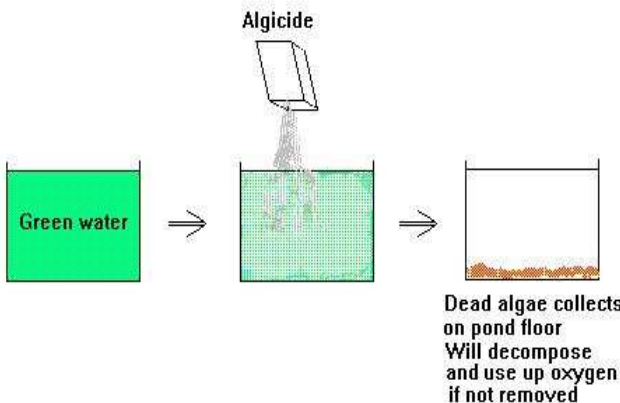 Algicide
Green water
Dead algae collects
on pond floor
Will decompose
and use up oxygen
if not removed